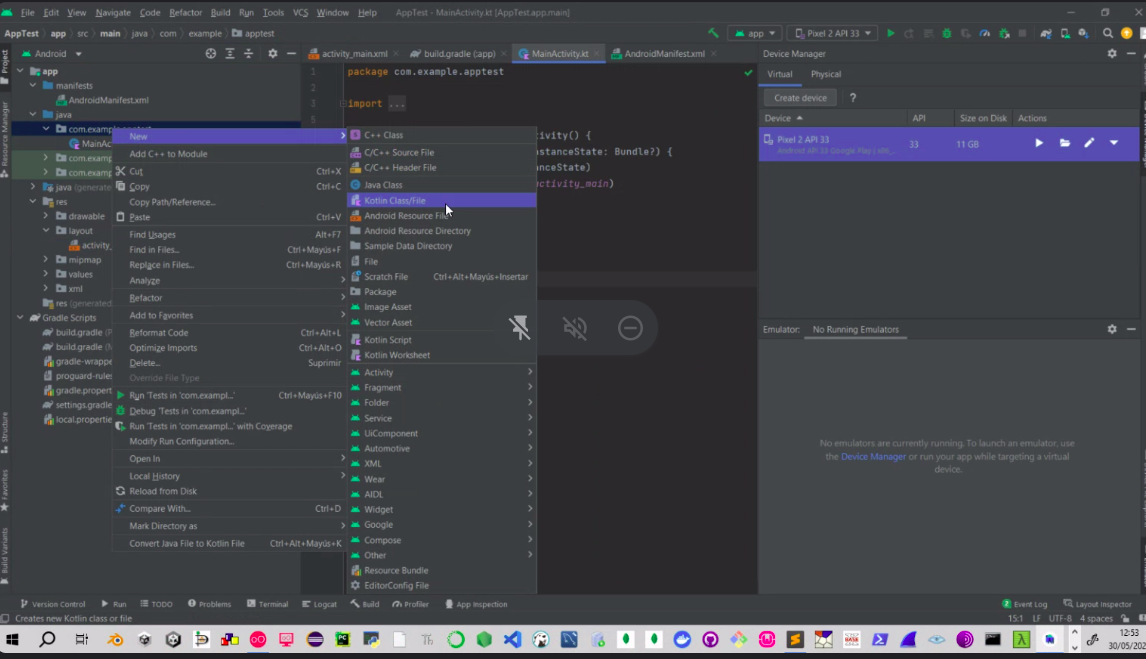 File Edit View Navigate Code Refactor Build Run Tools VCS Window Help AppTest - MainActivity.kt [AppTest.app.main]
AppTest app src main java com example apptest
app Pixel 2 API 33
Android
activity_main.xml build.gradle (:app) MainActivity.kt AndroidManifest.xml
Device Manager
Project
Resource Manager
Structure
Favorites
Build Variants
app
manifests
AndroidManifest.xml
java
com.example.apptest
MainAc
com.examp
com.examp
java (generate
res
drawable
layout
activity_
mipmap
values
xml
res (generated
Gradle Scripts
build.gradle (P
build.gradle (
gradle-wrappe
proguard-rules
gradle.propert
settings.gradle
local.propertie
New
Add C++ to Module
Cut Ctrl+X
Copy Ctrl+C
Copy Path/Reference...
Paste Ctrl+V
Find Usages Alt+F7
Find in Files... Ctrl+Mayús+F
Replace in Files... Ctrl+Mayús+R
Analyze
Refactor
Add to Favorites
Reformat Code Ctrl+Alt+L
Optimize Imports Ctrl+Alt+O
Delete... Suprimir
Override File Type
Run 'Tests in 'com.exampl...' Ctrl+Mayús+F10
Debug 'Tests in 'com.exampl...'
Run 'Tests in 'com.exampl...' with Coverage
Modify Run Configuration...
Open In
Local History
Reload from Disk
Compare With... Ctrl+D
Mark Directory as
Convert Java File to Kotlin File Ctrl+Alt+Mayús+K
C++ Class
C/C++ Source File
C/C++ Header File
Java Class
Kotlin Class/File
Android Resource File
Android Resource Directory
Sample Data Directory
File
Scratch File Ctrl+Alt+Mayús+Insertar
Package
Image Asset
Vector Asset
Kotlin Script
Kotlin Worksheet
Activity
Fragment
Folder
Service
UiComponent
Automotive
XML
Wear
AIDL
Widget
Google
Compose
Other
Resource Bundle
EditorConfig File
1 package com.example.apptest
2
3 import ...
5
tivity() {
nstanceState: Bundle?) {
nstanceState)
activity_main)
Virtual Physical
Create device ?
Device API Size on Disk Actions
Pixel 2 API 33 33 11 GB
Android API 33 Google Play
Emulator: No Running Emulators
No emulators are currently running. To launch an emulator, use
the Device Manager or run your app while targeting a virtual
device.
Version Control Run TODO Problems Terminal Logcat Build Profiler App Inspection
Event Log Layout Inspector
Creates new Kotlin class or file
15:1 LF UTF-8 4 spaces
12:53
30/05/202